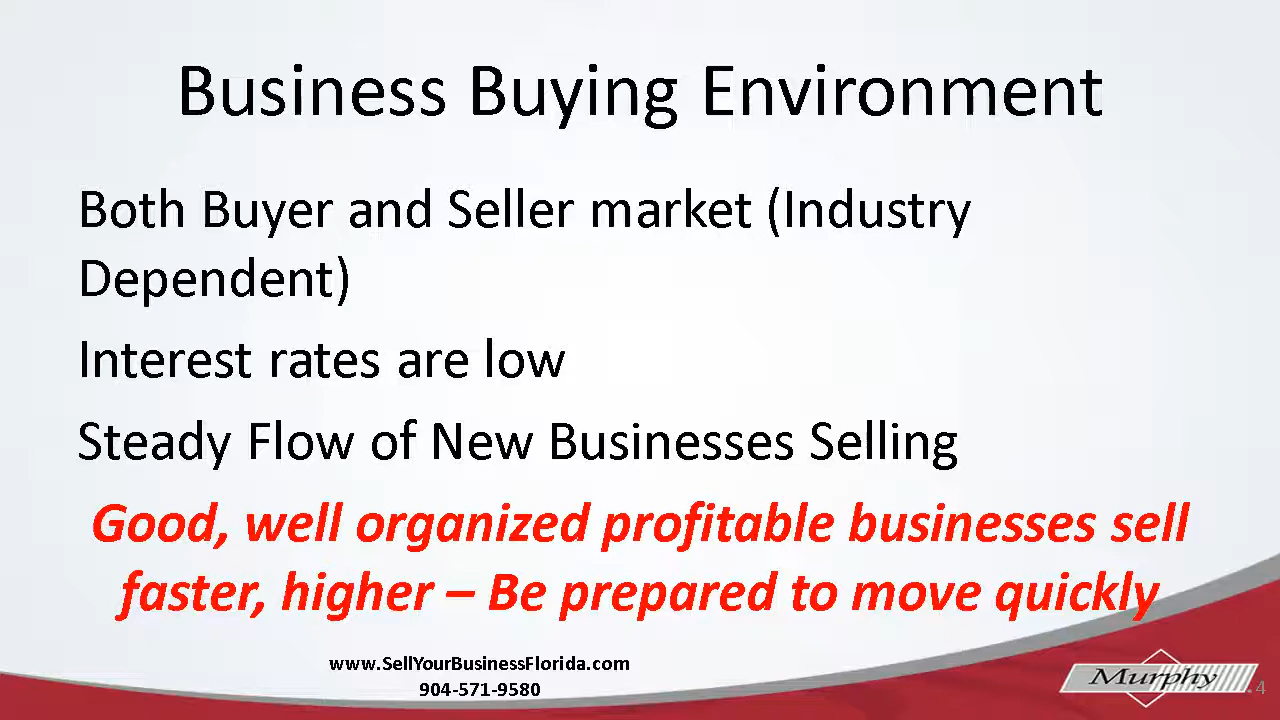 Business Buying Environment
Both Buyer and Seller market (Industry
Dependent)
Interest rates are low
Steady Flow of New Businesses Selling
Good, well organized profitable businesses sell
faster, higher – Be prepared to move quickly
www.SellYourBusinessFlorida.com
904-571-9580
Murphy
4